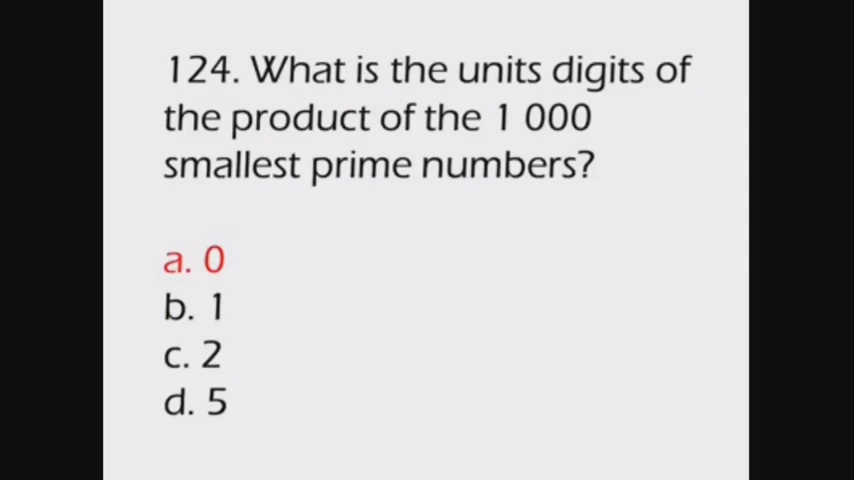 124. What is the units digits of
the product of the 1 000
smallest prime numbers?
a. 0
b. 1
c. 2
d. 5